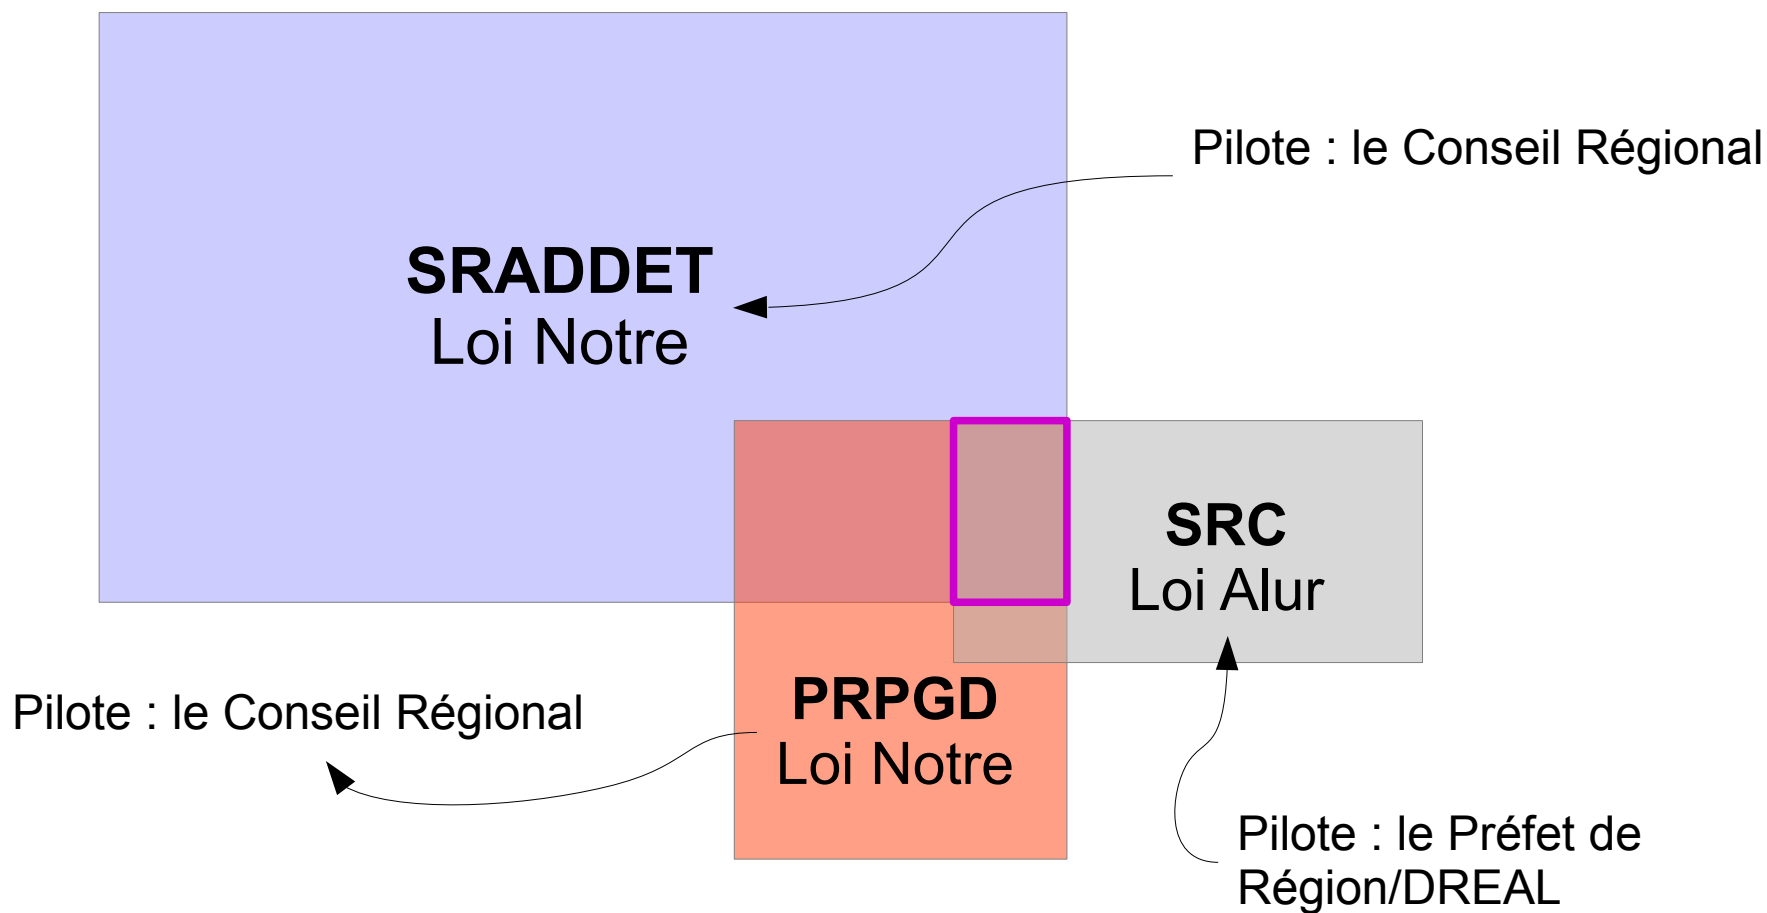 Pilote : le Conseil Régional
SRADDET
Loi Notre
SRC
Loi Alur
PRPGD
Loi Notre
Pilote : le Conseil Régional
Pilote : le Préfet de
Région/DREAL